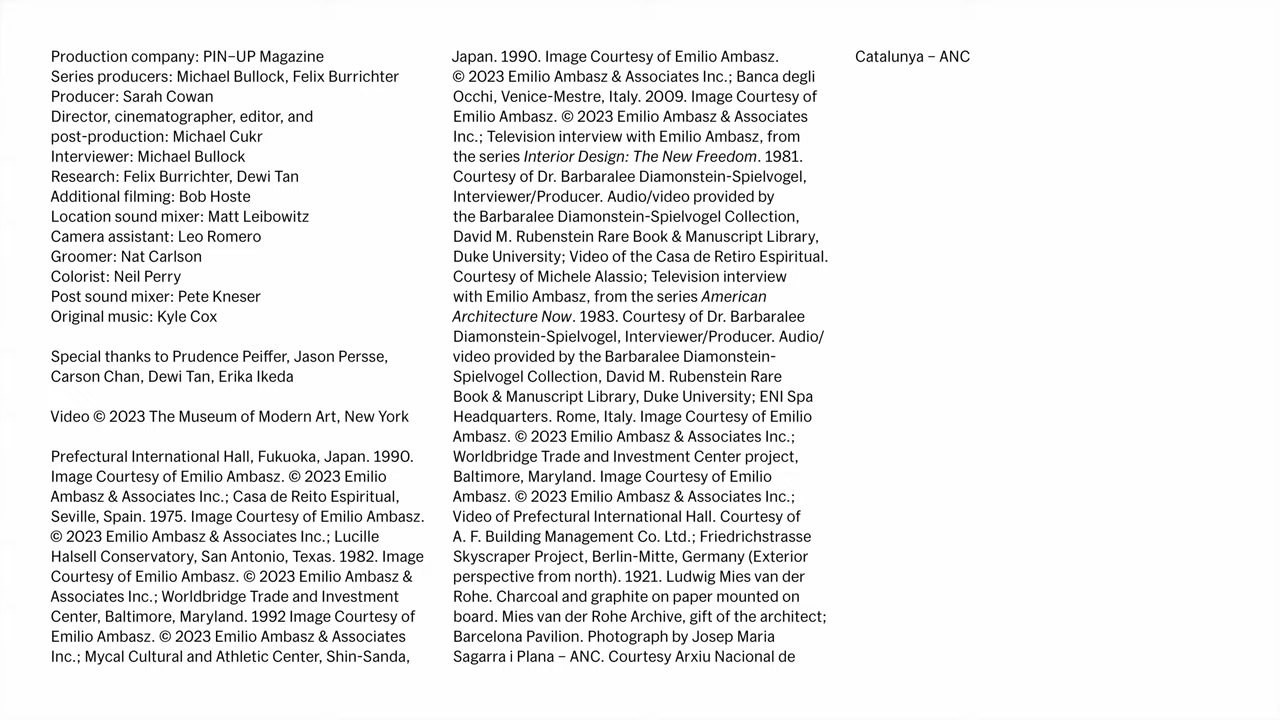 Production company: PIN–UP Magazine
Series producers: Michael Bullock, Felix Burrichter
Producer: Sarah Cowan
Director, cinematographer, editor, and
post-production: Michael Cukr
Interviewer: Michael Bullock
Research: Felix Burrichter, Dewi Tan
Additional filming: Bob Hoste
Location sound mixer: Matt Leibowitz
Camera assistant: Leo Romero
Groomer: Nat Carlson
Colorist: Neil Perry
Post sound mixer: Pete Kneser
Original music: Kyle Cox
Special thanks to Prudence Peiffer, Jason Persse,
Carson Chan, Dewi Tan, Erika Ikeda
Video © 2023 The Museum of Modern Art, New York
Prefectural International Hall, Fukuoka, Japan. 1990.
Image Courtesy of Emilio Ambasz. © 2023 Emilio
Ambasz & Associates Inc.; Casa de Reito Espiritual,
Seville, Spain. 1975. Image Courtesy of Emilio Ambasz.
© 2023 Emilio Ambasz & Associates Inc.; Lucille
Halsell Conservatory, San Antonio, Texas. 1982. Image
Courtesy of Emilio Ambasz. © 2023 Emilio Ambasz &
Associates Inc.; Worldbridge Trade and Investment
Center, Baltimore, Maryland. 1992 Image Courtesy of
Emilio Ambasz. © 2023 Emilio Ambasz & Associates
Inc.; Mycal Cultural and Athletic Center, Shin-Sanda,
Japan. 1990. Image Courtesy of Emilio Ambasz.
© 2023 Emilio Ambasz & Associates Inc.; Banca degli
Occhi, Venice-Mestre, Italy. 2009. Image Courtesy of
Emilio Ambasz. © 2023 Emilio Ambasz & Associates
Inc.; Television interview with Emilio Ambasz, from
the series Interior Design: The New Freedom. 1981.
Courtesy of Dr. Barbaralee Diamonstein-Spielvogel,
Interviewer/Producer. Audio/video provided by
the Barbaralee Diamonstein-Spielvogel Collection,
David M. Rubenstein Rare Book & Manuscript Library,
Duke University; Video of the Casa de Retiro Espiritual.
Courtesy of Michele Alassio; Television interview
with Emilio Ambasz, from the series American
Architecture Now. 1983. Courtesy of Dr. Barbaralee
Diamonstein-Spielvogel, Interviewer/Producer. Audio/
video provided by the Barbaralee Diamonstein-
Spielvogel Collection, David M. Rubenstein Rare
Book & Manuscript Library, Duke University; ENI Spa
Headquarters. Rome, Italy. Image Courtesy of Emilio
Ambasz. © 2023 Emilio Ambasz & Associates Inc.;
Worldbridge Trade and Investment Center project,
Baltimore, Maryland. Image Courtesy of Emilio
Ambasz. © 2023 Emilio Ambasz & Associates Inc.;
Video of Prefectural International Hall. Courtesy of
A. F. Building Management Co. Ltd.; Friedrichstrasse
Skyscraper Project, Berlin-Mitte, Germany (Exterior
perspective from north). 1921. Ludwig Mies van der
Rohe. Charcoal and graphite on paper mounted on
board. Mies van der Rohe Archive, gift of the architect;
Barcelona Pavilion. Photograph by Josep Maria
Sagarra i Plana – ANC. Courtesy Arxiu Nacional de
Catalunya – ANC